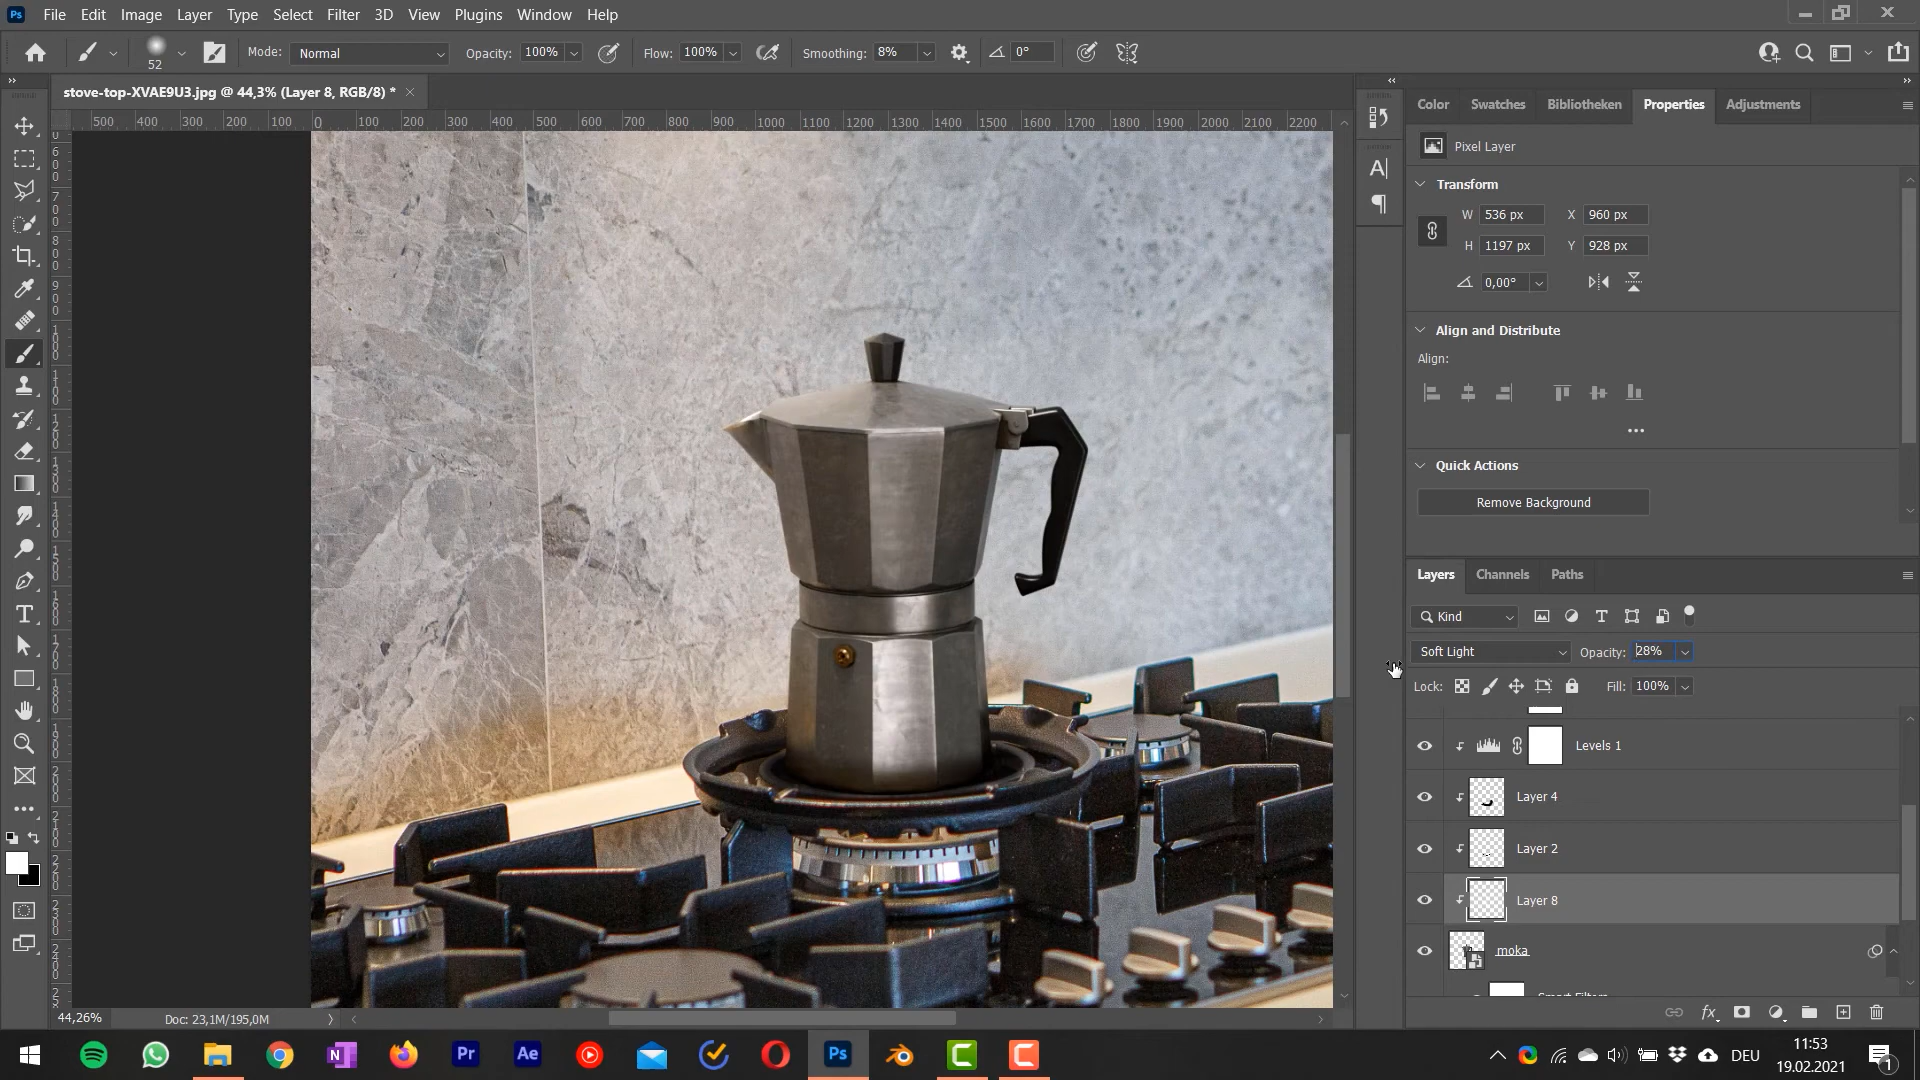 Ps File Edit Image Layer Type Select Filter 3D View Plugins Window Help
52 Mode: Normal Opacity: 100% Flow: 100% Smoothing: 8% 0°
stove-top-XVAE9U3.jpg @ 44,3% (Layer 8, RGB/8) *
500 400 300 200 100 0 100 200 300 400 500 600 700 800 900 1000 1100 1200 1300 1400 1500 1600 1700 1800 1900 2000 2100 2200
Color Swatches Bibliotheken Properties Adjustments
Pixel Layer
Transform
W 536 px X 960 px
H 1197 px Y 928 px
0,00°
Align and Distribute
Align:
Quick Actions
Remove Background
Layers Channels Paths
Kind
Soft Light Opacity: 28%
Lock: Fill: 100%
Levels 1
Layer 4
Layer 2
Layer 8
moka
44,26% Doc: 23,1M/195,0M
Pr Ae Ps DEU 11:53
19.02.2021 1